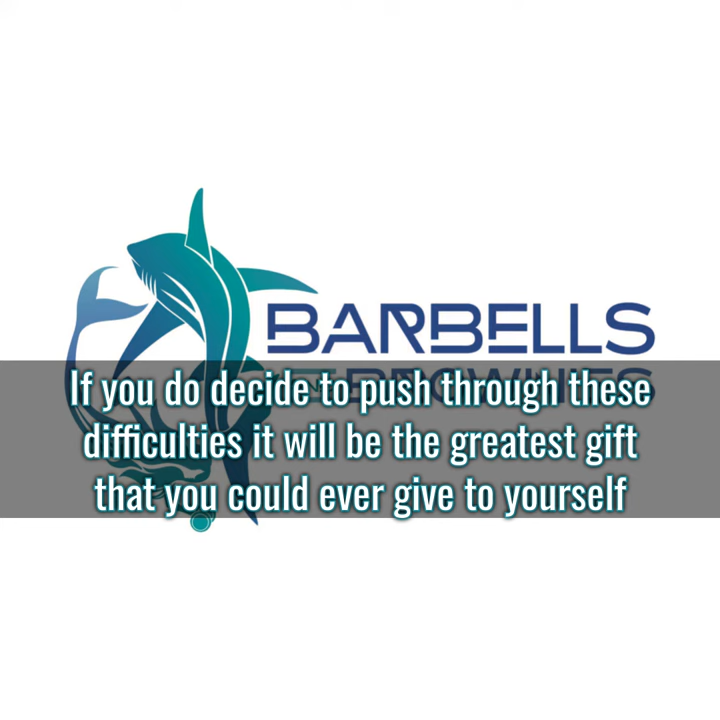 BARBELLS
If you do decide to push through these
difficulties it will be the greatest gift
that you could ever give to yourself